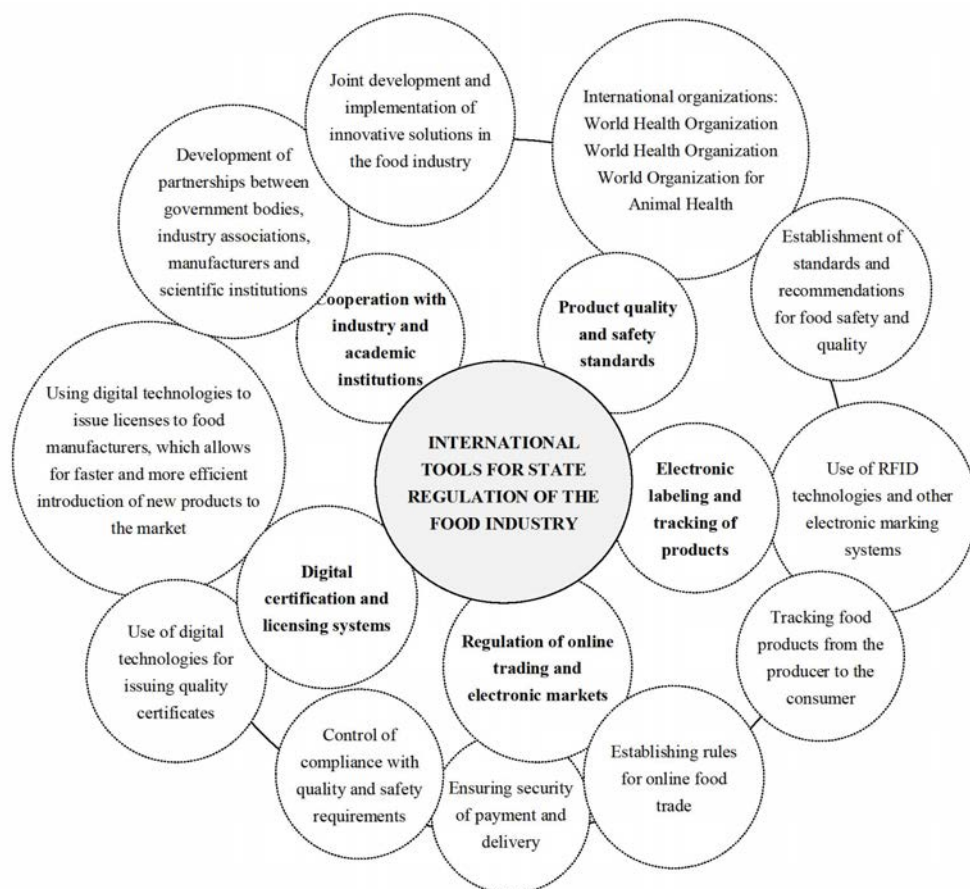 Joint development and
implementation of
innovative solutions in
the food industry
International organizations:
World Health Organization
World Health Organization
World Organization for
Animal Health
Development of
partnerships between
government bodies,
industry associations,
manufacturers and
scientific institutions
Establishment of
standards and
recommendations
for food safety and
quality
Cooperation with
industry and
academic
institutions
Product quality
and safety
standards
Using digital technologies to
issue licenses to food
manufacturers, which allows
for faster and more efficient
introduction of new products to
the market
INTERNATIONAL
TOOLS FOR STATE
REGULATION OF THE
FOOD INDUSTRY
Electronic
labeling and
tracking of
products
Use of RFID
technologies and other
electronic marking
systems
Digital
certification and
licensing systems
Regulation of online
trading and
electronic markets
Tracking food
products from the
producer to the
consumer
Use of digital
technologies for
issuing quality
certificates
Control of
compliance with
quality and safety
requirements
Ensuring security
of payment and
delivery
Establishing rules
for online food
trade